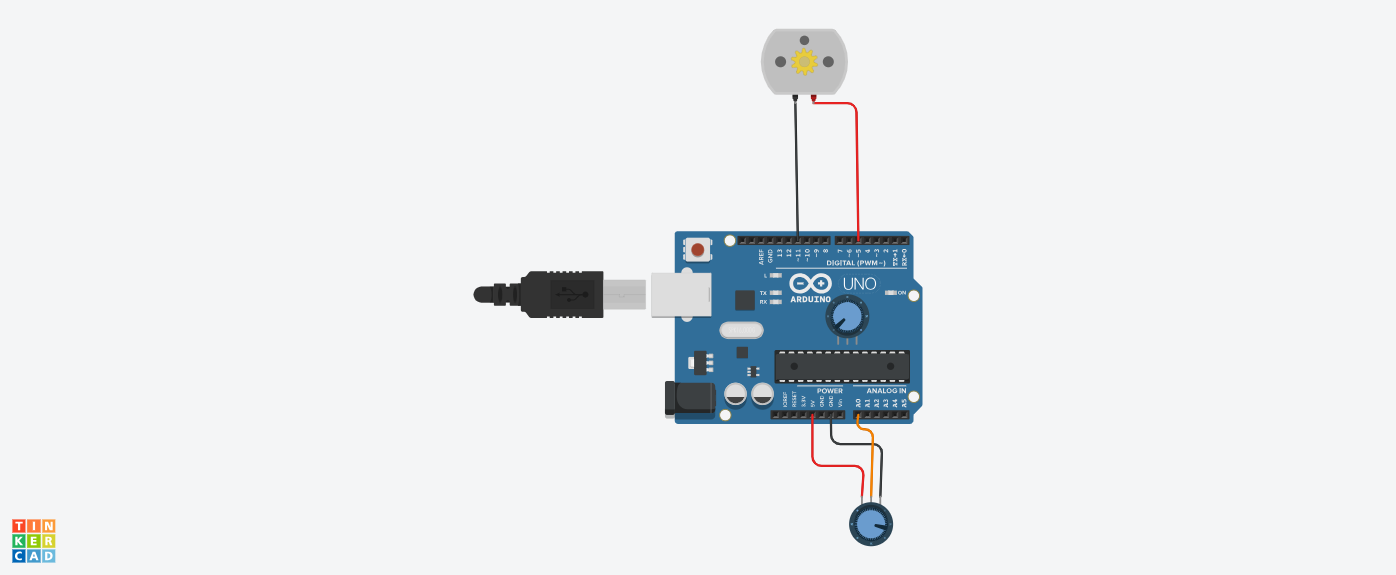 AREF
GND
13
12
~11
~10
~9
8
7
~6
~5
4
3
2
TX→1
RX←0
DIGITAL (PWM~)
L
TX
RX
ARDUINO
UNO
ON
POWER
ANALOG IN
IOREF
RESET
3.3V
5V
GND
GND
Vin
A0
A1
A2
A3
A4
A5
TIN
KER
CAD